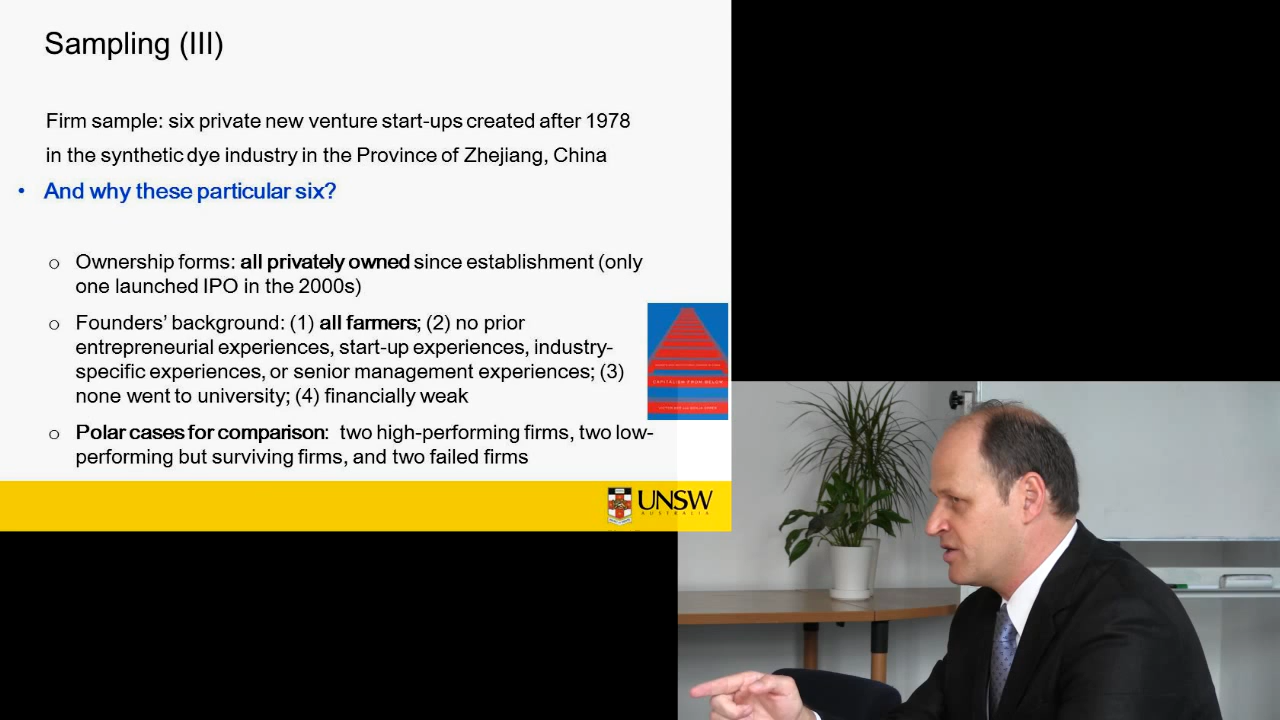 Sampling (III)
Firm sample: six private new venture start-ups created after 1978
in the synthetic dye industry in the Province of Zhejiang, China
• And why these particular six?
o Ownership forms: all privately owned since establishment (only
one launched IPO in the 2000s)
o Founders' background: (1) all farmers; (2) no prior
entrepreneurial experiences, start-up experiences, industry-
specific experiences, or senior management experiences; (3)
none went to university; (4) financially weak
o Polar cases for comparison: two high-performing firms, two low-
performing but surviving firms, and two failed firms
CAPITALISM FROM BELOW
UNSW
AUSTRALIA